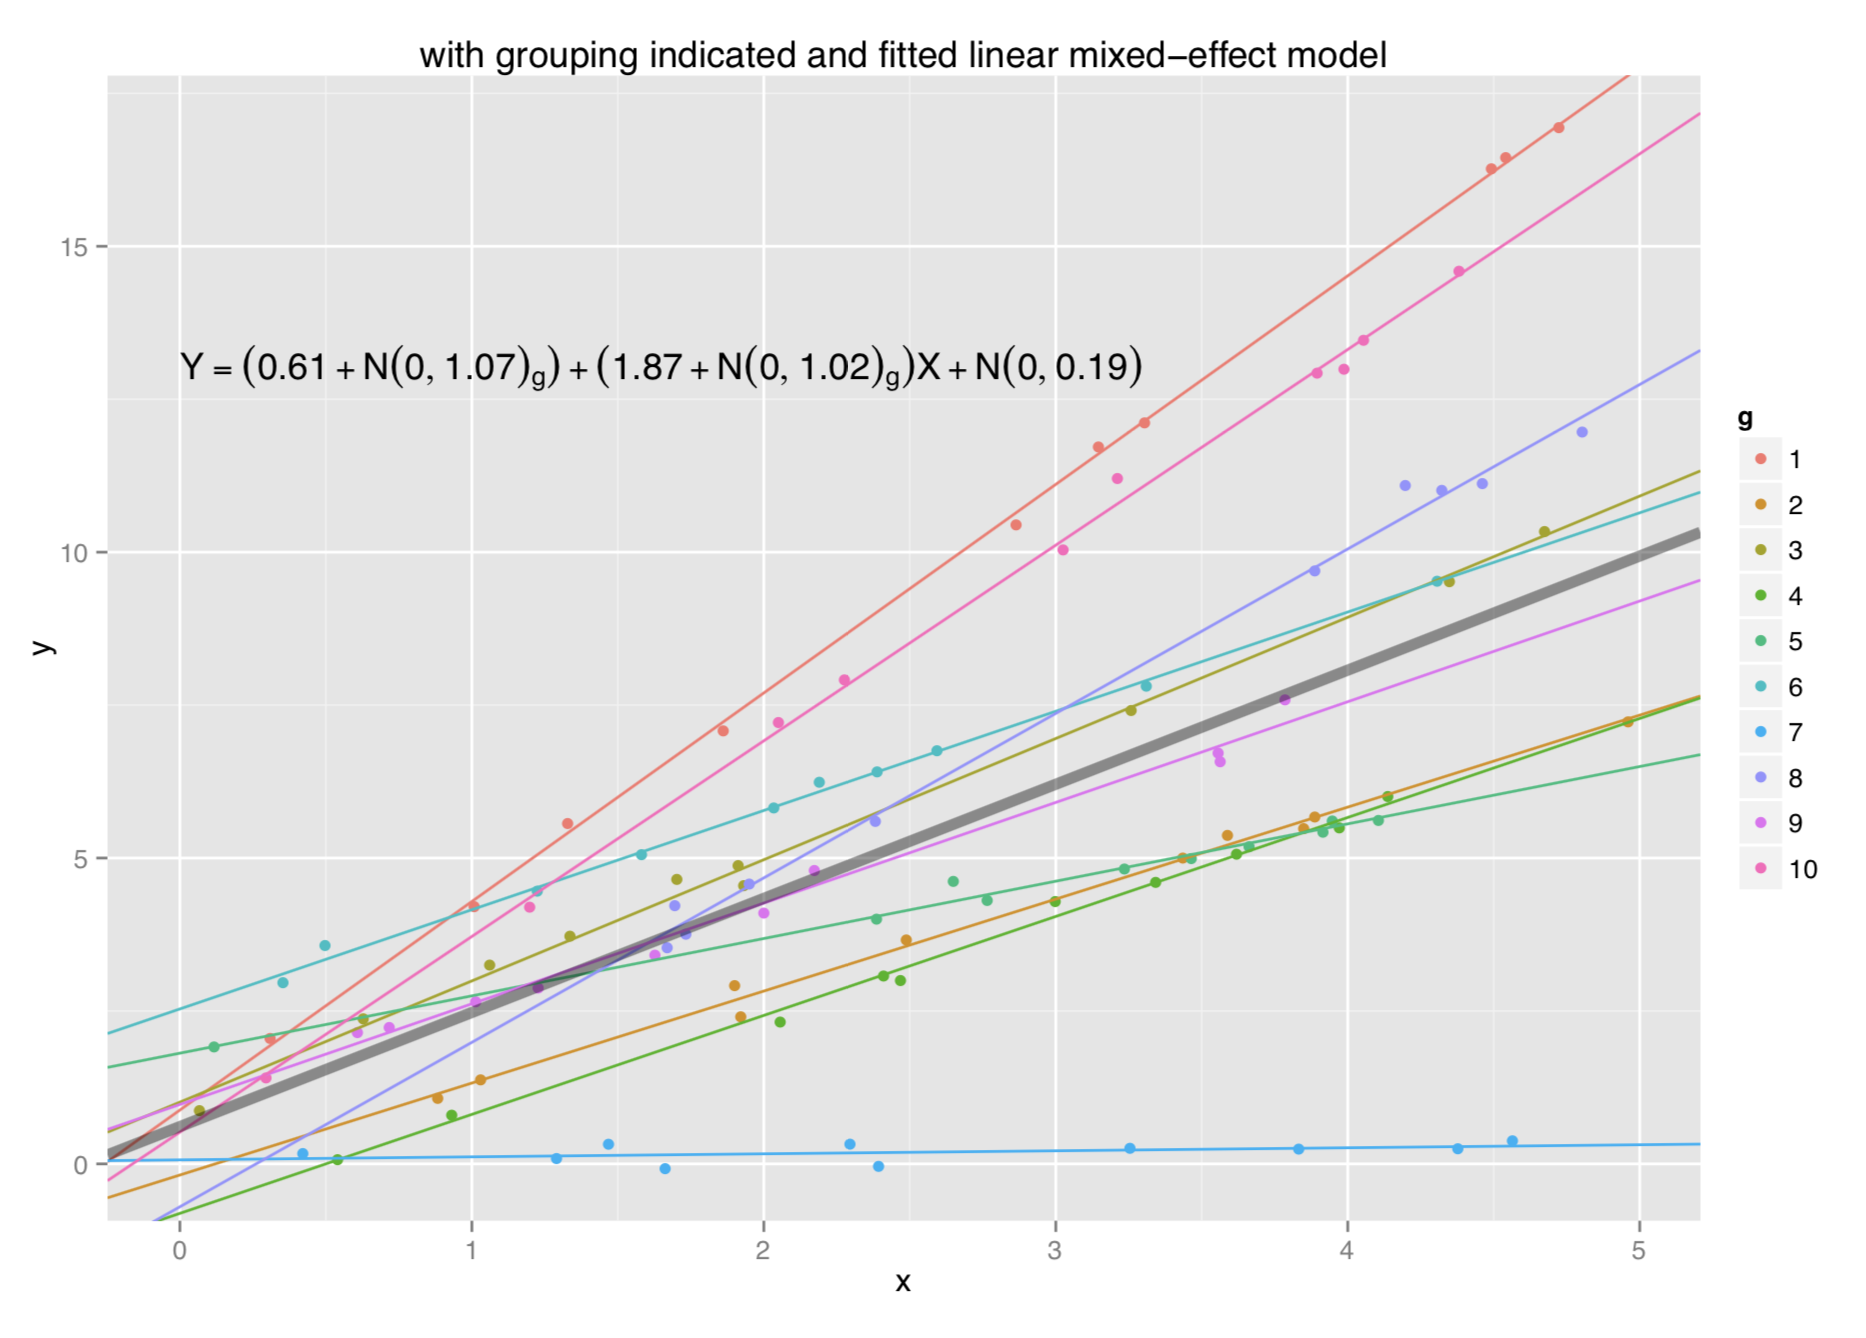 with grouping indicated and fitted linear mixed−effect model
Y = (0.61 + N(0, 1.07)g) + (1.87 + N(0, 1.02)g)X + N(0, 0.19)
15
10
5
0
y
0 1 2 3 4 5
x
g
1
2
3
4
5
6
7
8
9
10